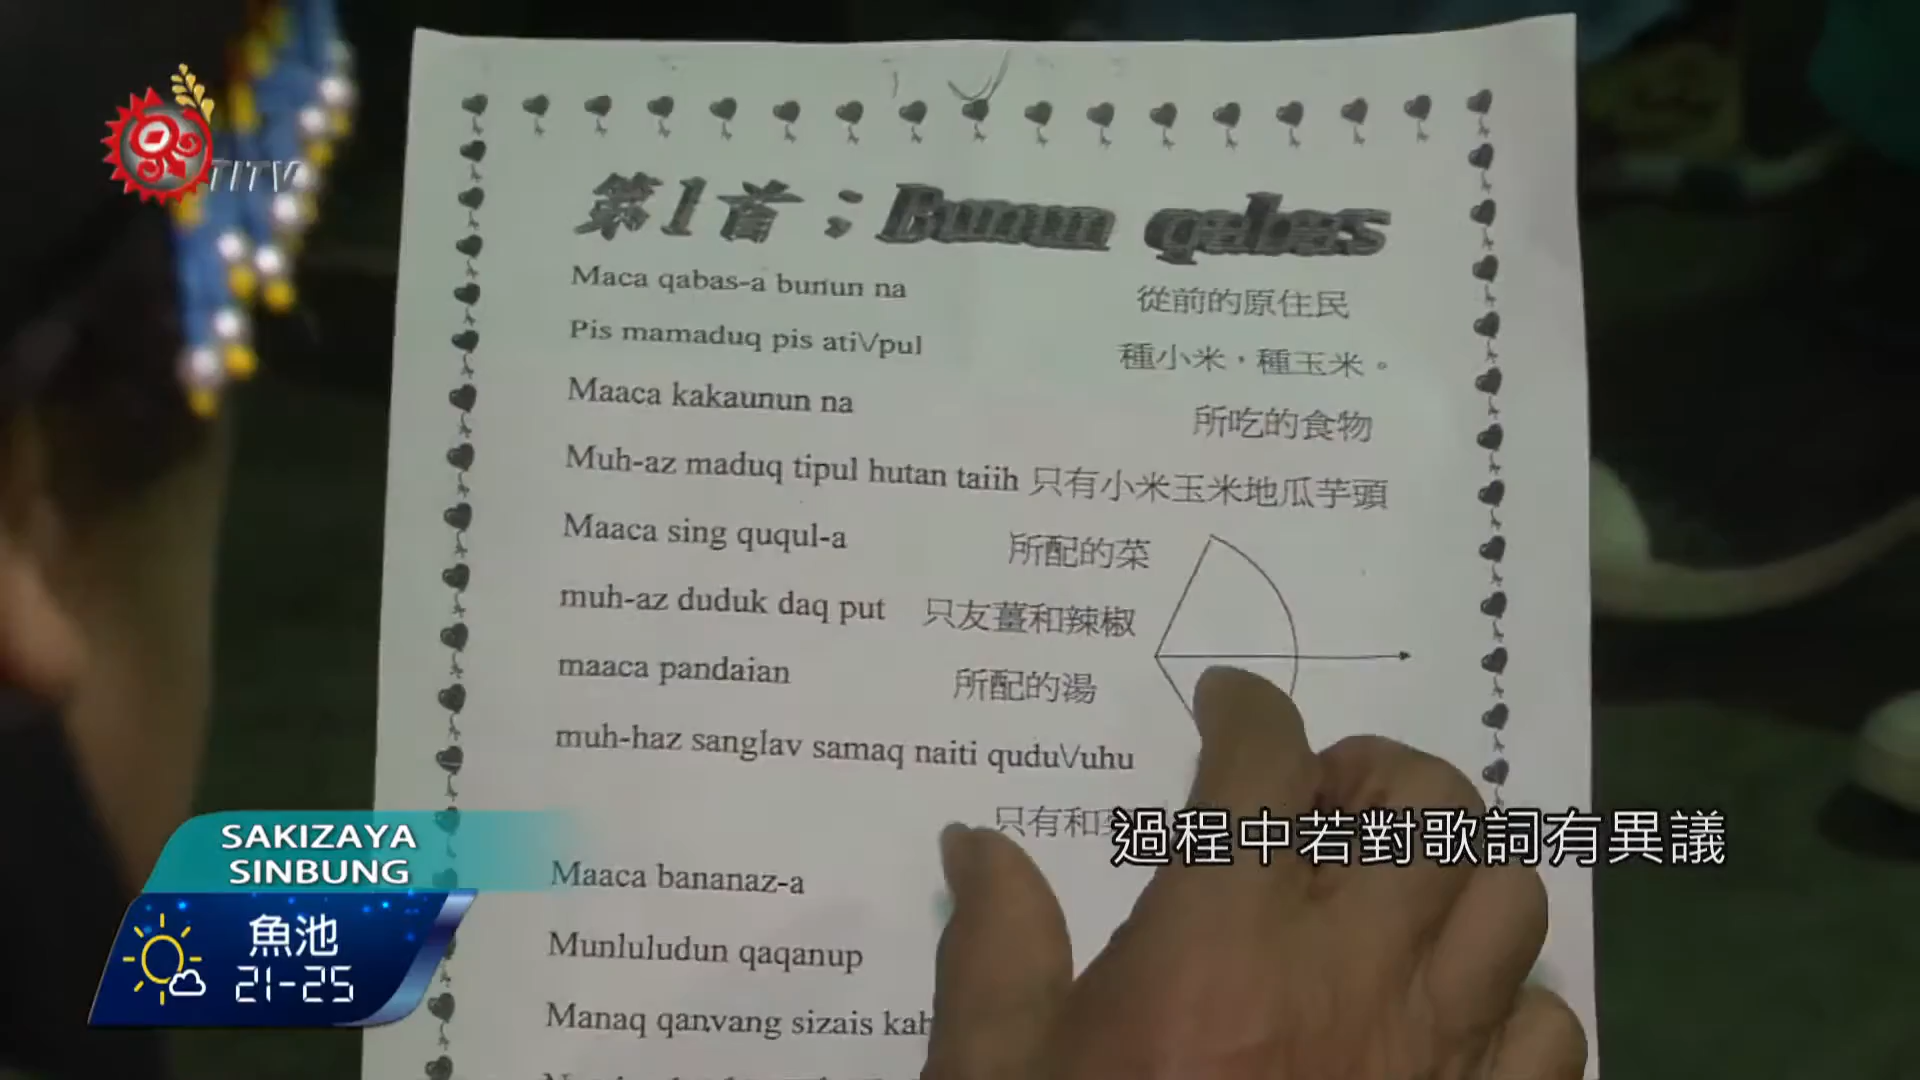 TITV
第1首；Bunun qabas
Maca qabas-a bunun na 從前的原住民
Pis mamaduq pis ati\/pul 種小米，種玉米。
Maaca kakaunun na 所吃的食物
Muh-az maduq tipul hutan taiih 只有小米玉米地瓜芋頭
Maaca sing ququl-a 所配的菜
muh-az duduk daq put 只友薑和辣椒
maaca pandaian 所配的湯
muh-haz sanglav samaq naiti qudu\/uhu
只有和
過程中若對歌詞有異議
Maaca bananaz-a
Munluludun qaqanup
Manaq qanvang sizais
SAKIZAYA
SINBUNG
魚池
21-25